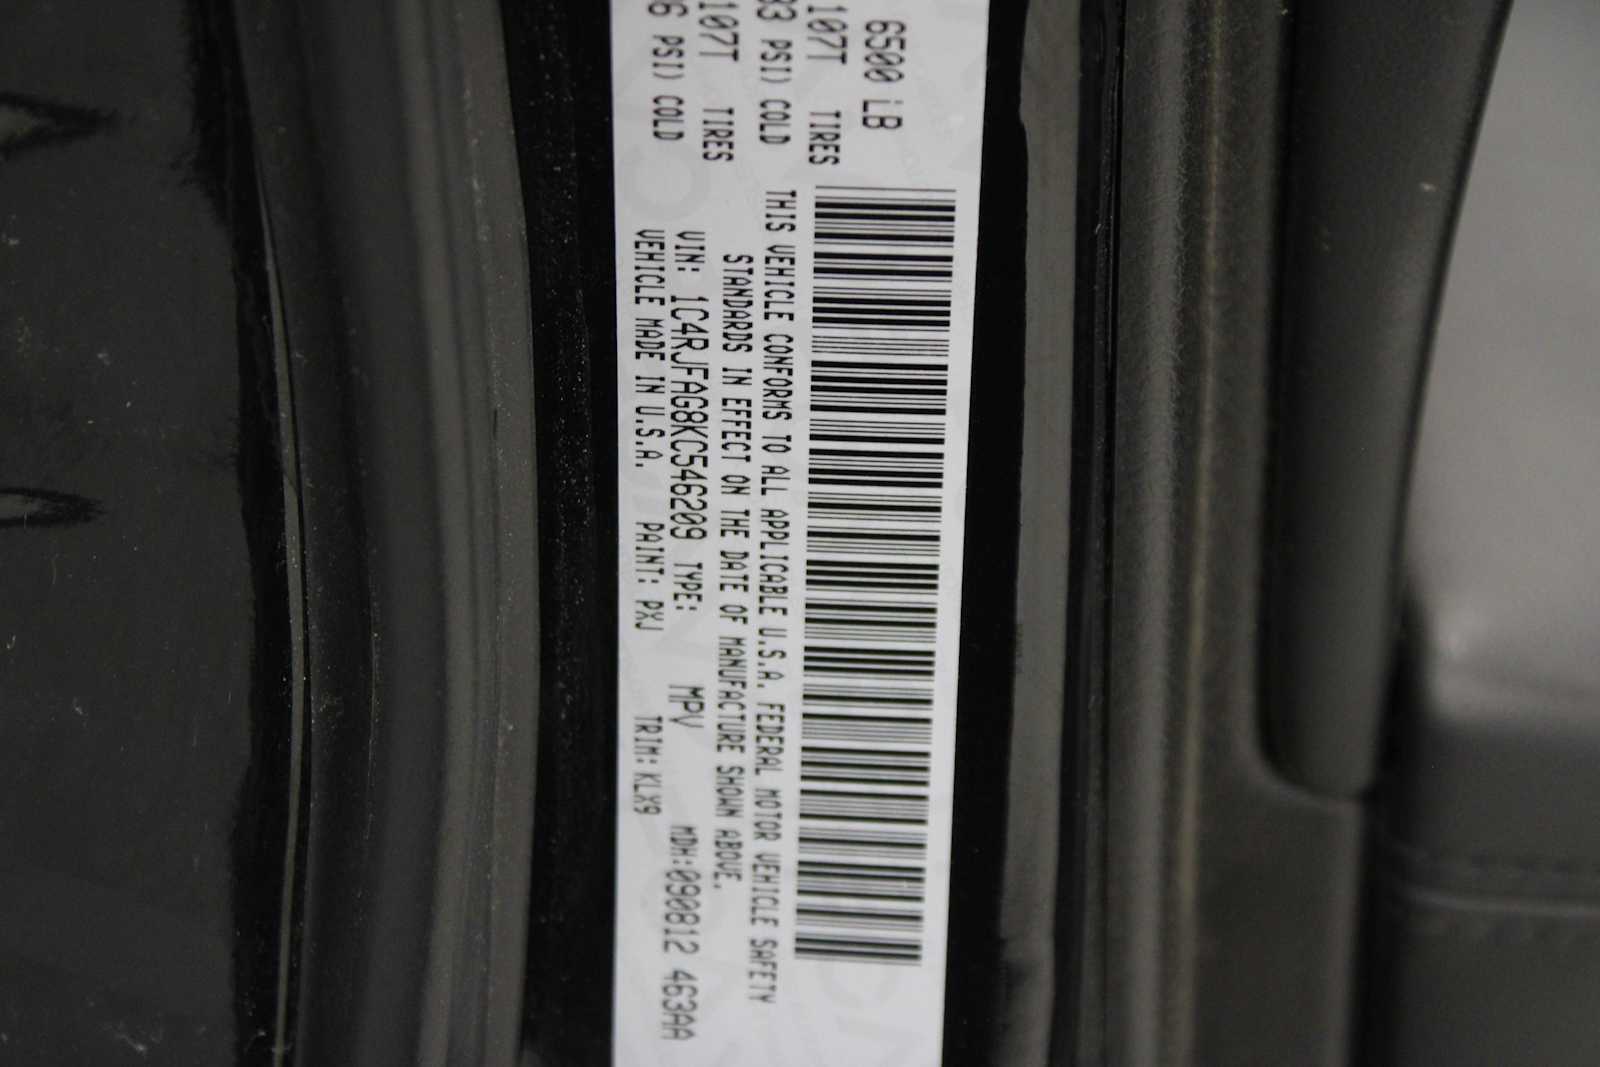 6500 LB
107T TIRES
83 PSI) COLD
107T TIRES
6 PSI) COLD
THIS VEHICLE CONFORMS TO ALL APPLICABLE U.S.A. FEDERAL MOTOR VEHICLE SAFETY
STANDARDS IN EFFECT ON THE DATE OF MANUFACTURE SHOWN ABOVE.
VIN: 1C4RJFAG8KC546209 TYPE: MPV MDH:090812 463AA
VEHICLE MADE IN U.S.A. PAINT: PXJ TRIM: KLX9